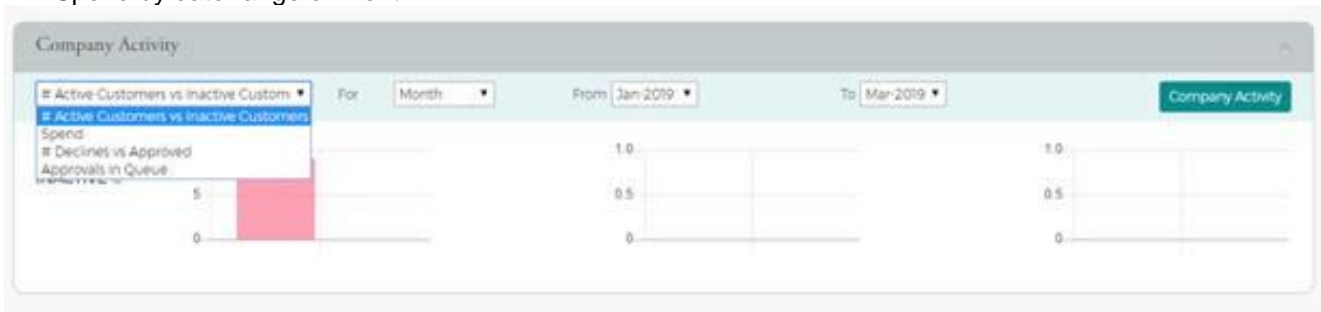 Company Activity
# Active Customers vs Inactive Custom For Month From Jan-2019 To Mar-2019 Company Activity
# Active Customers vs Inactive Customers
Spend
# Declines vs Approved
Approvals in Queue
1.0 1.0
5 0.5 0.5
0 0 0